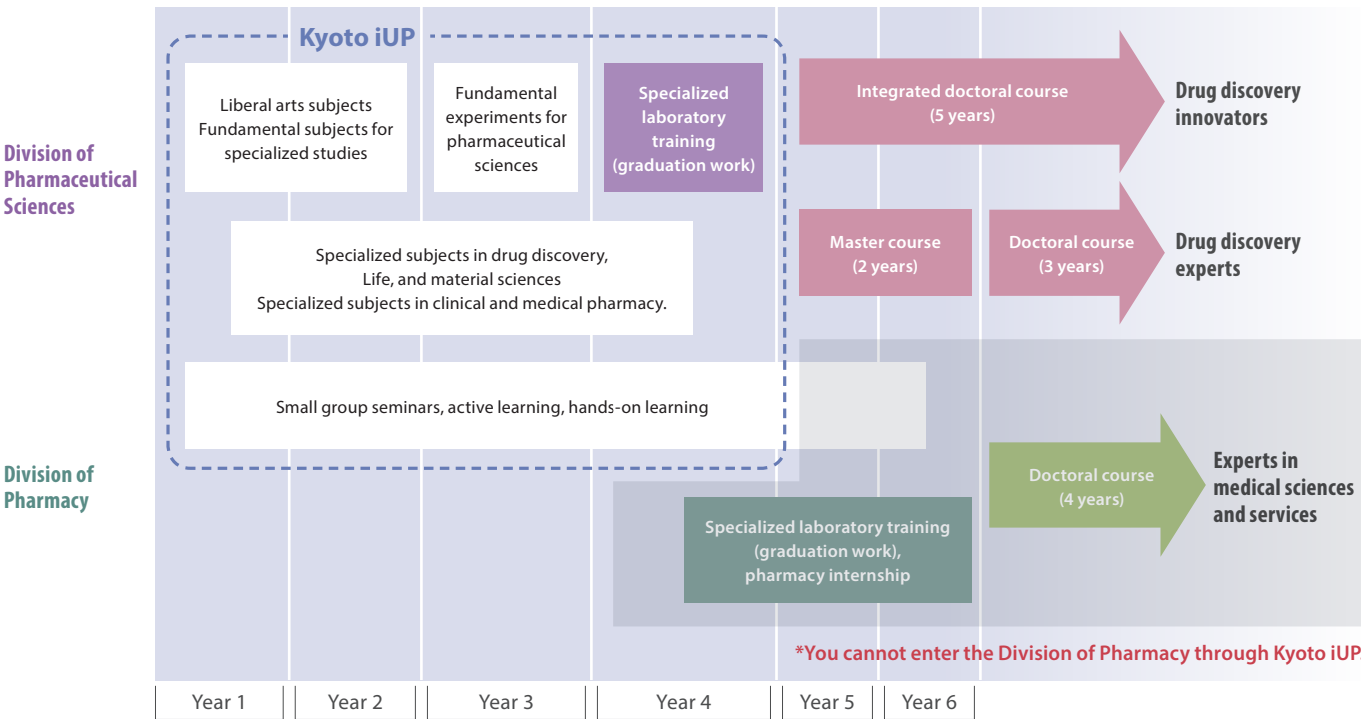 Kyoto iUP
Division of
Pharmaceutical
Sciences
Liberal arts subjects
Fundamental subjects for
specialized studies
Fundamental
experiments for
pharmaceutical
sciences
Specialized
laboratory
training
(graduation work)
Integrated doctoral course
(5 years)
Drug discovery
innovators
Specialized subjects in drug discovery,
Life, and material sciences
Specialized subjects in clinical and medical pharmacy.
Master course
(2 years)
Doctoral course
(3 years)
Drug discovery
experts
Small group seminars, active learning, hands-on learning
Division of
Pharmacy
Specialized laboratory training
(graduation work),
pharmacy internship
Doctoral course
(4 years)
Experts in
medical sciences
and services
*You cannot enter the Division of Pharmacy through Kyoto iUP.
Year 1
Year 2
Year 3
Year 4
Year 5
Year 6